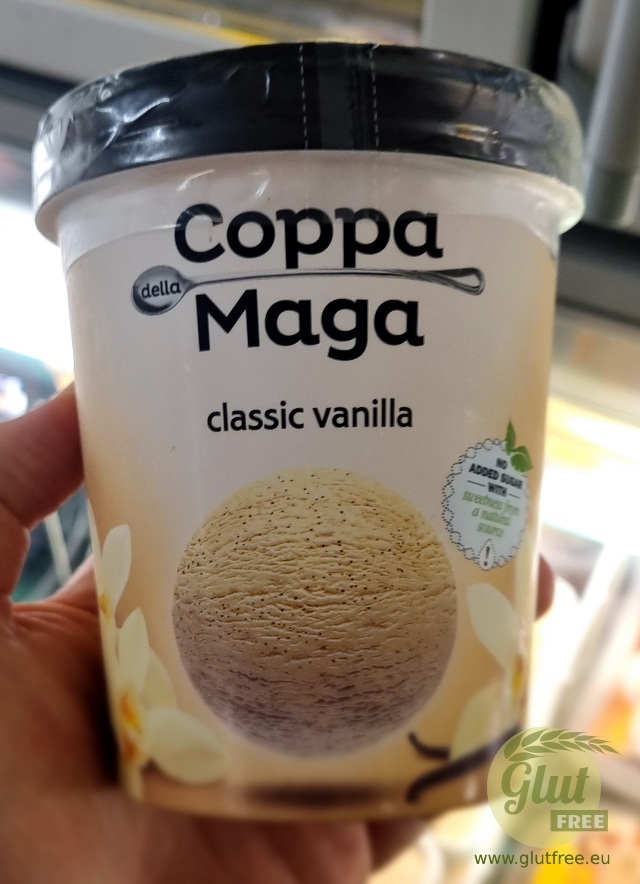 Coppa
della
Maga
classic vanilla
NO
ADDED SUGAR
WITH
sweetness from
a natural
source
!
Glut
FREE
www.glutfree.eu